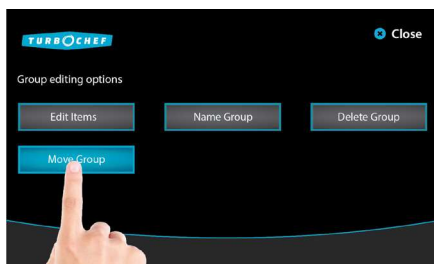 TURBOCHEF
Close
Group editing options
Edit Items
Name Group
Delete Group
Move Group